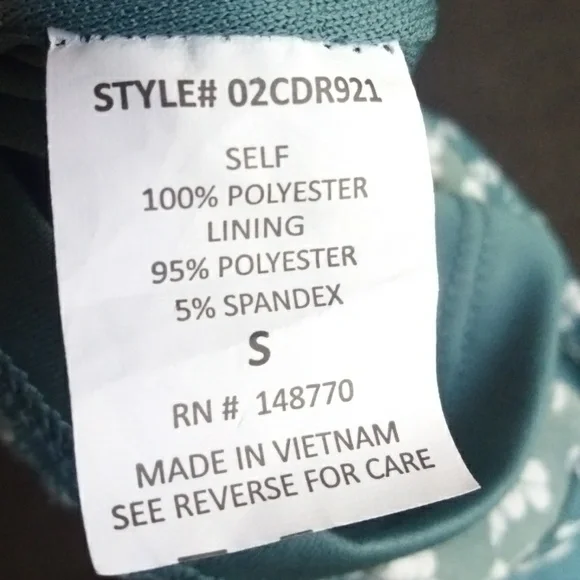 STYLE# 02CDR921
SELF
100% POLYESTER
LINING
95% POLYESTER
5% SPANDEX
S
RN # 148770
MADE IN VIETNAM
SEE REVERSE FOR CARE